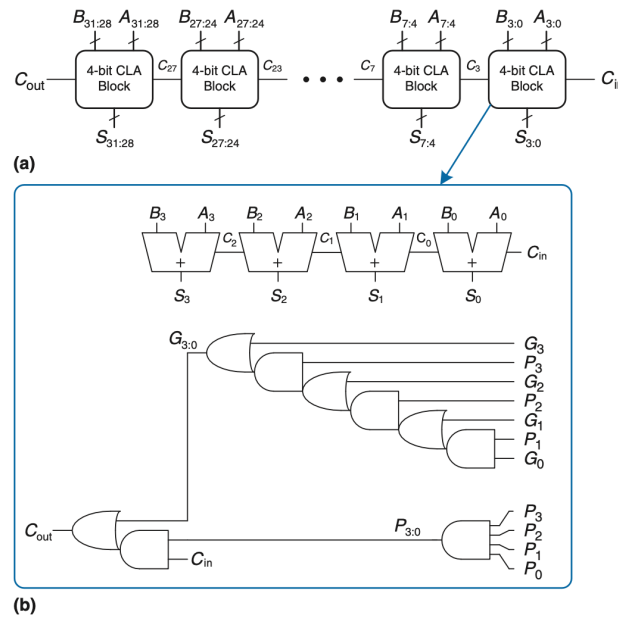 B31:28 A31:28 B27:24 A27:24 B7:4 A7:4 B3:0 A3:0
Cout 4-bit CLA Block C27 4-bit CLA Block C23 C7 4-bit CLA Block C3 4-bit CLA Block Ci
S31:28 S27:24 S7:4 S3:0
(a)
B3 A3 B2 A2 B1 A1 B0 A0
C2 C1 C0 Cin
+ + + +
S3 S2 S1 S0
G3:0 G3
P3
G2
P2
G1
P1
G0
Cout P3:0 P3
P2
Cin P1
P0
(b)